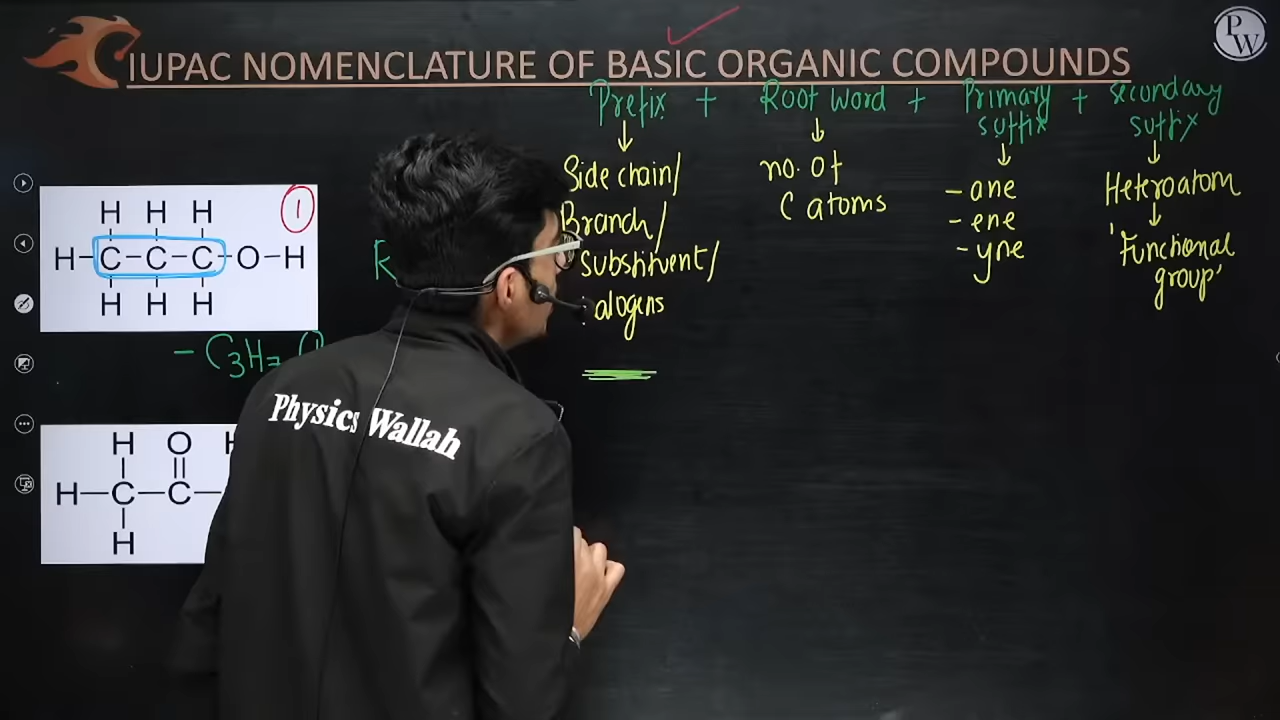 IUPAC NOMENCLATURE OF BASIC ORGANIC COMPOUNDS
PW
Prefix + Root word + Primary suffix + secondary suffix
Side chain/
Branch/
Substituent/
alogens
no. of
C atoms
- ane
- ene
- yne
Heteroatom
'Functional
group'
1
H H H
H-C-C-C-O-H
H H H
- C3H7
H O H
H-C-C-
H
Physics Wallah